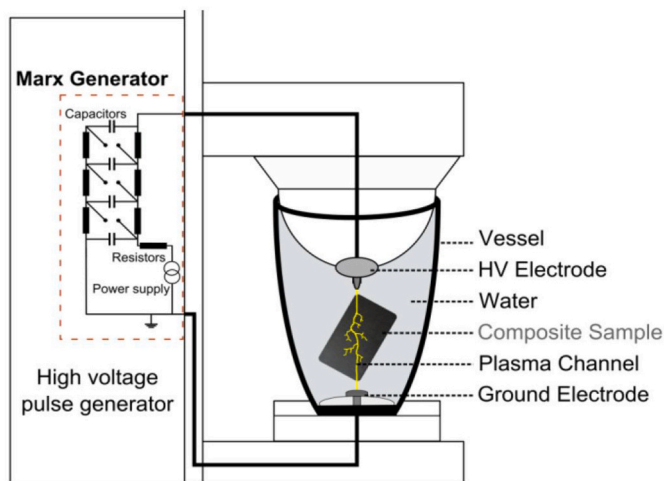 Marx Generator
Capacitors
Resistors
Power supply
High voltage
pulse generator
Vessel
HV Electrode
Water
Composite Sample
Plasma Channel
Ground Electrode